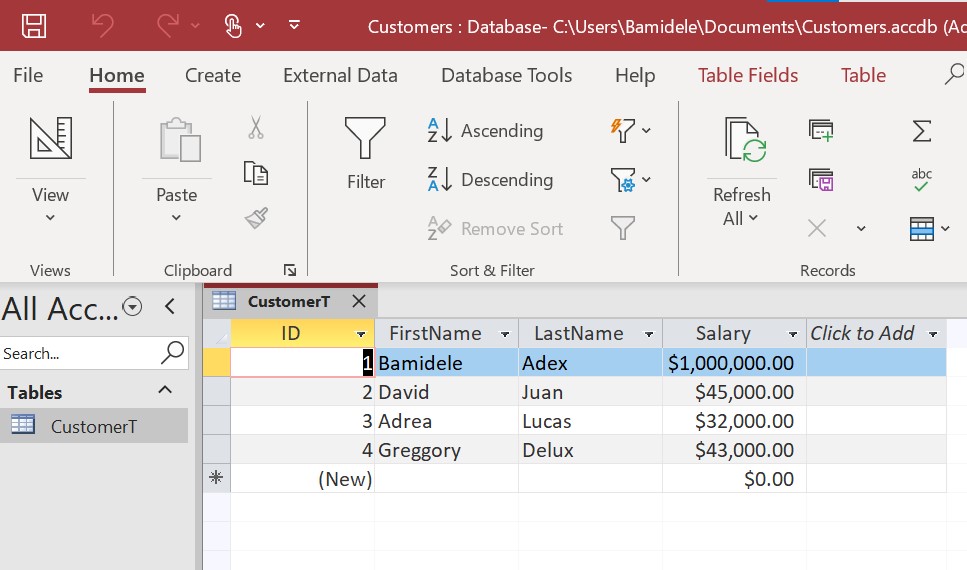 Customers : Database- C:\Users\Bamidele\Documents\Customers.accdb (Ac
File Home Create External Data Database Tools Help Table Fields Table
View
Paste
Filter
Ascending
Descending
Remove Sort
Refresh
All
abc
Views Clipboard Sort & Filter Records
All Acc...
Search...
Tables
CustomerT
CustomerT
ID FirstName LastName Salary Click to Add
1 Bamidele Adex $1,000,000.00
2 David Juan $45,000.00
3 Adrea Lucas $32,000.00
4 Greggory Delux $43,000.00
(New) $0.00